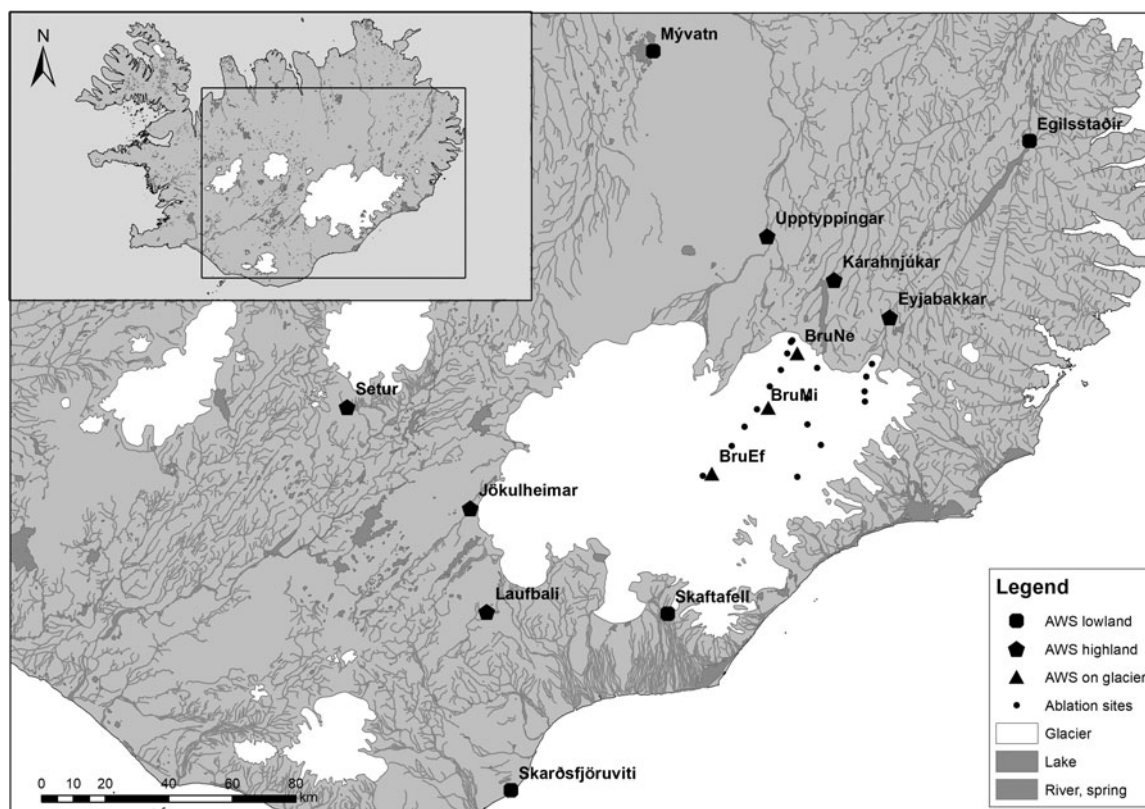 N
Mývatn
Egilsstaðir
Upptyppingar
Kárahnjúkar
Eyjabakkar
BruNe
Setur
BruMi
BruEf
Jökulheimar
Laufbali
Skaftafell
Skarðsfjöruviti
0 20 40 60 80
km
Legend
AWS lowland
AWS highland
AWS on glacier
Ablation sites
Glacier
Lake
River, spring